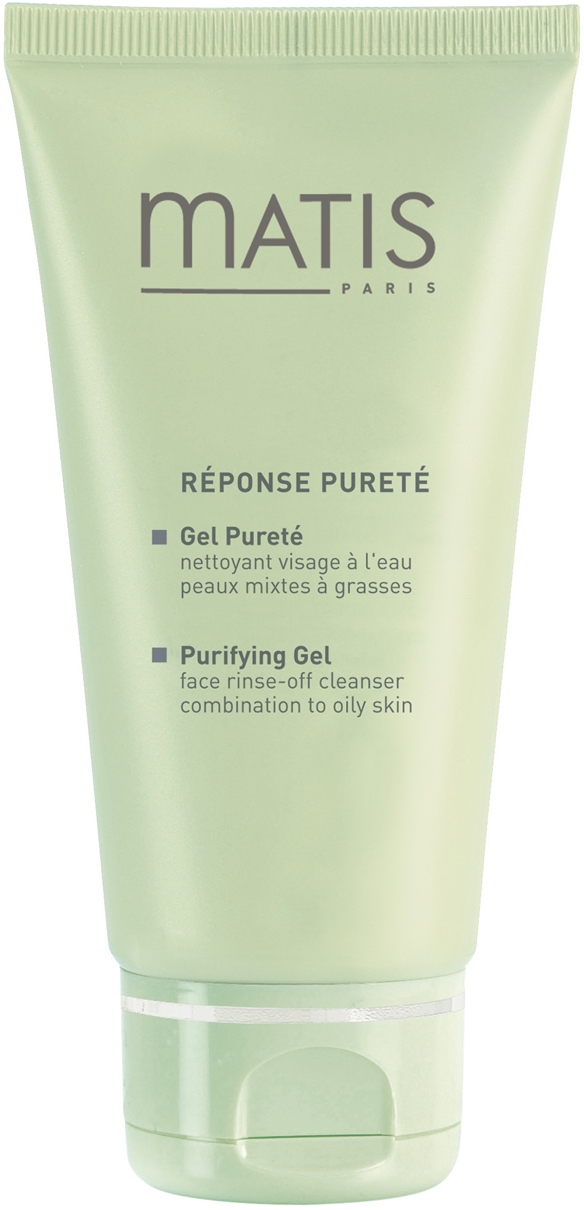 MATIS
PARIS
RÉPONSE PURETÉ
Gel Pureté
nettoyant visage à l'eau
peaux mixtes à grasses
Purifying Gel
face rinse-off cleanser
combination to oily skin